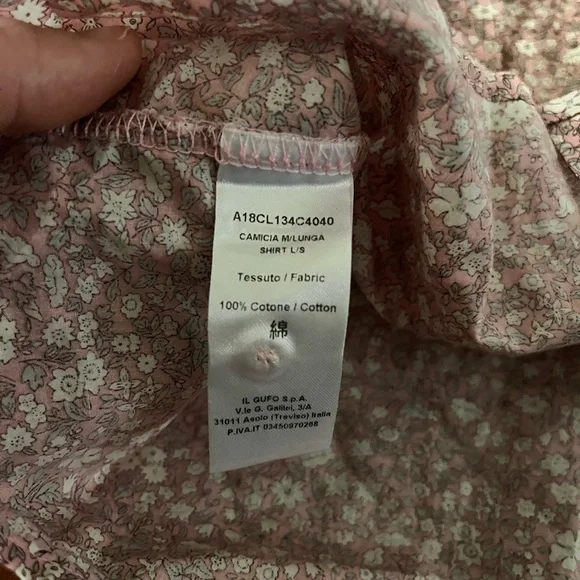 A18CL134C4040
CAMICIA M/LUNGA
SHIRT L/S
Tessuto / Fabric
100% Cotone / Cotton
綿
IL GUFO S.p.A.
V.le G. Galilei, 3/A
31011 Asolo (Treviso) Italia
P.IVA.IT 03450870268